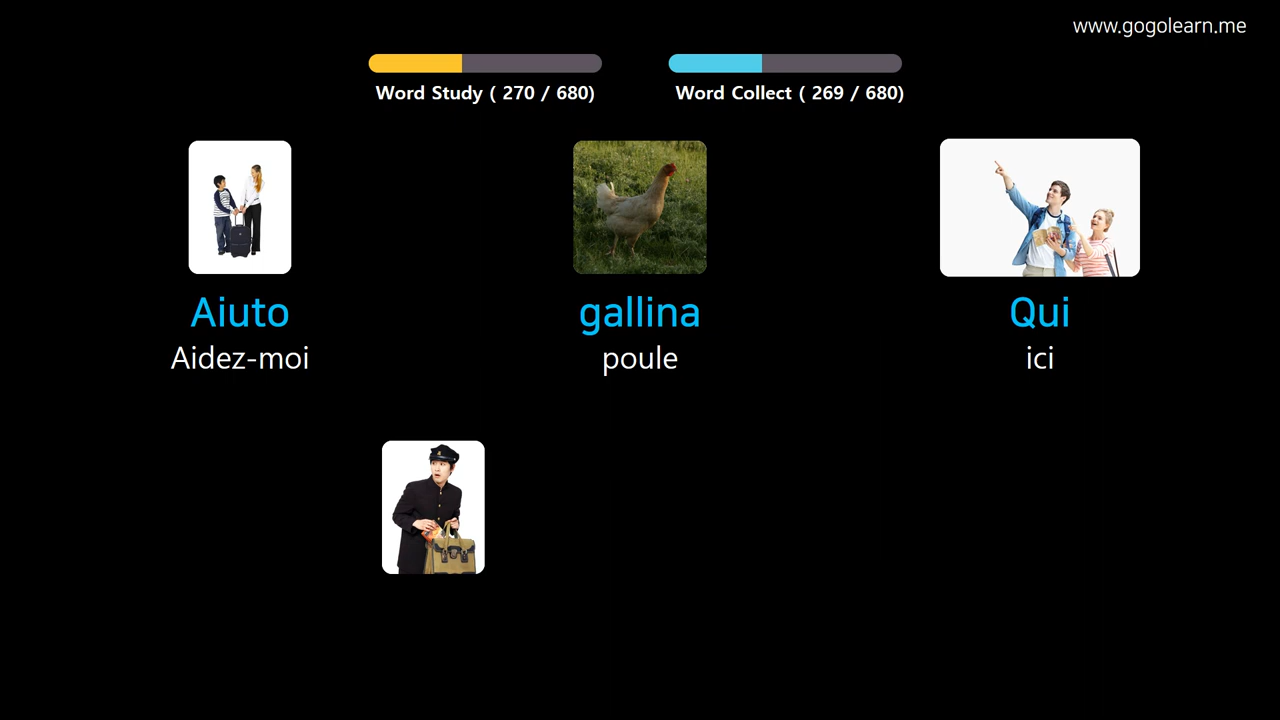 www.gogolearn.me
Word Study ( 270 / 680)
Word Collect ( 269 / 680)
Aiuto
Aidez-moi
gallina
poule
Qui
ici